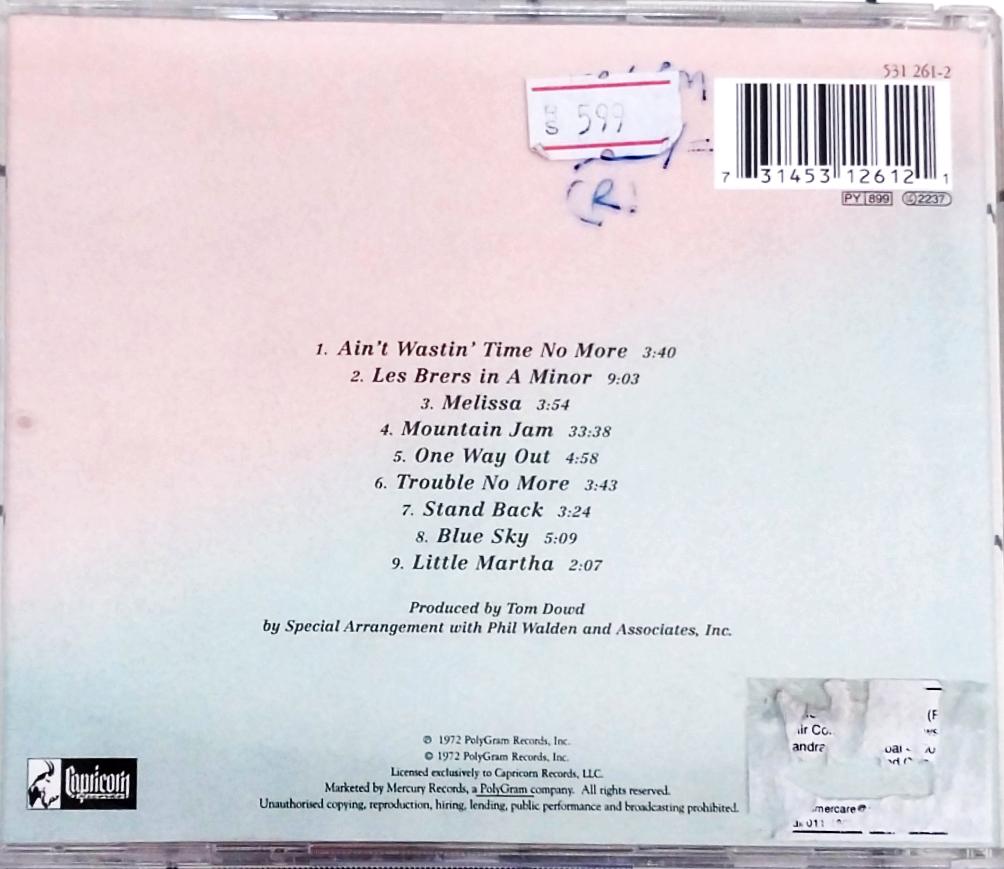 531 261-2
RS 599
7 31453 12612 1
PY 899 2237
(R)
1. Ain't Wastin' Time No More 3:40
2. Les Brers in A Minor 9:03
3. Melissa 3:54
4. Mountain Jam 33:38
5. One Way Out 4:58
6. Trouble No More 3:43
7. Stand Back 3:24
8. Blue Sky 5:09
9. Little Martha 2:07
Produced by Tom Dowd
by Special Arrangement with Phil Walden and Associates, Inc.
℗ 1972 PolyGram Records, Inc.
© 1972 PolyGram Records, Inc.
Licensed exclusively to Capricorn Records, LLC.
Marketed by Mercury Records, a PolyGram company. All rights reserved.
Unauthorised copying, reproduction, hiring, lending, public performance and broadcasting prohibited.
Capricorn